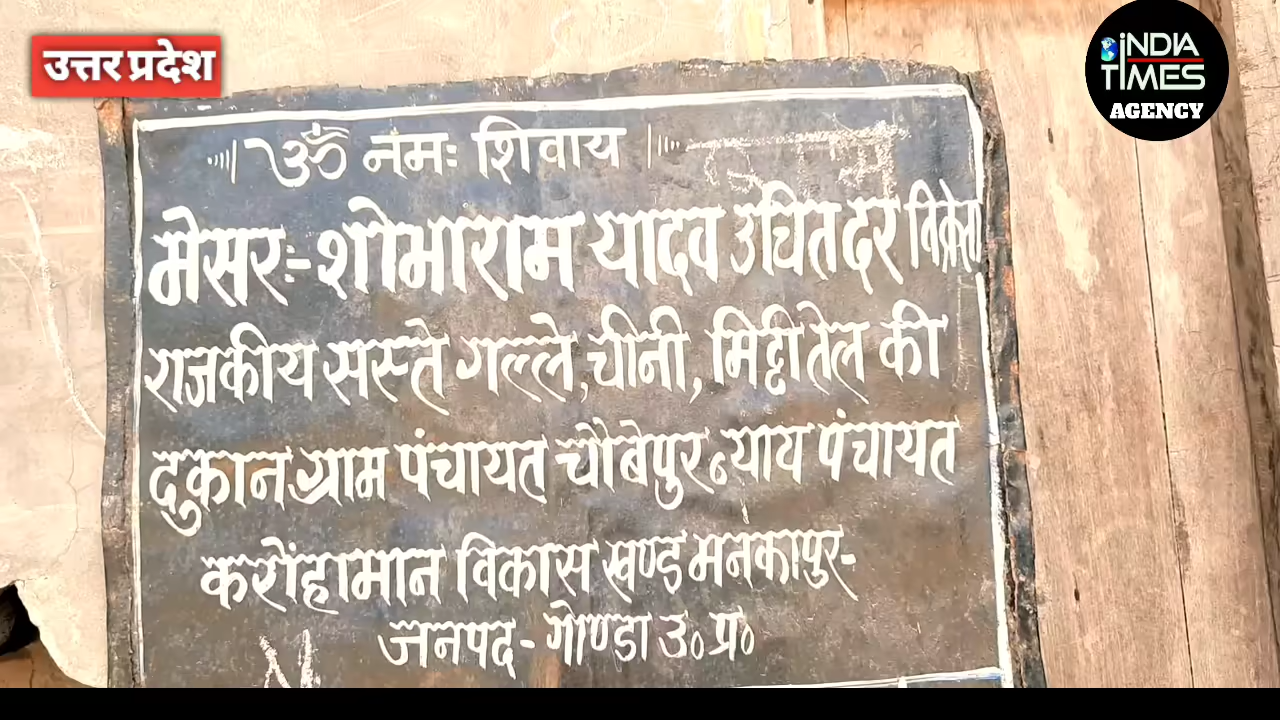 उत्तर प्रदेश
INDIA
TIMES
AGENCY
ॐ नमः शिवाय
मेसरः- शोभाराम यादव उचित दर विक्रेता
राजकीय सस्ते गल्ले, चीनी, मिट्टी तेल की
दुकान ग्राम पंचायत चौबेपुर न्याय पंचायत
करोंहामान विकास खण्ड मनकापुर-
जनपद- गोण्डा उ० प्र०